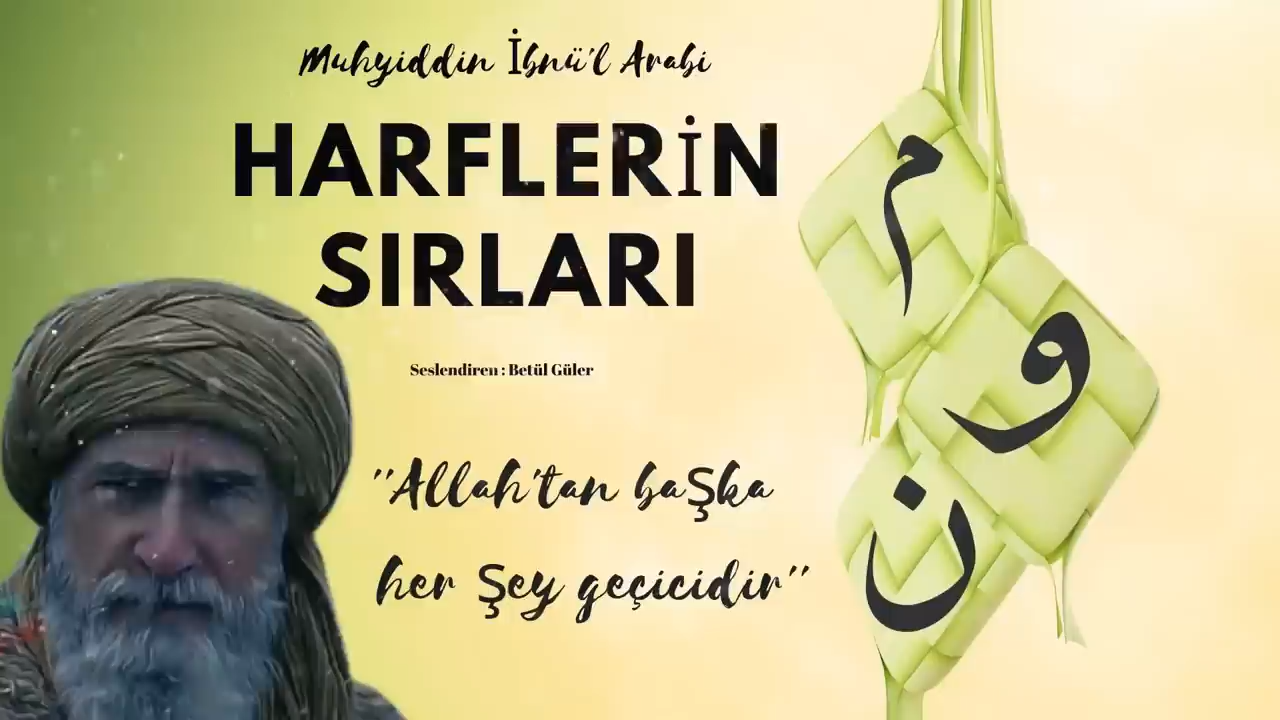 Muhyiddin İbnü'l Arabi
HARFLERİN
SIRLARI
Seslendiren : Betül Güler
''Allah'tan başka
her Şey geçicidir''
م
و
ن